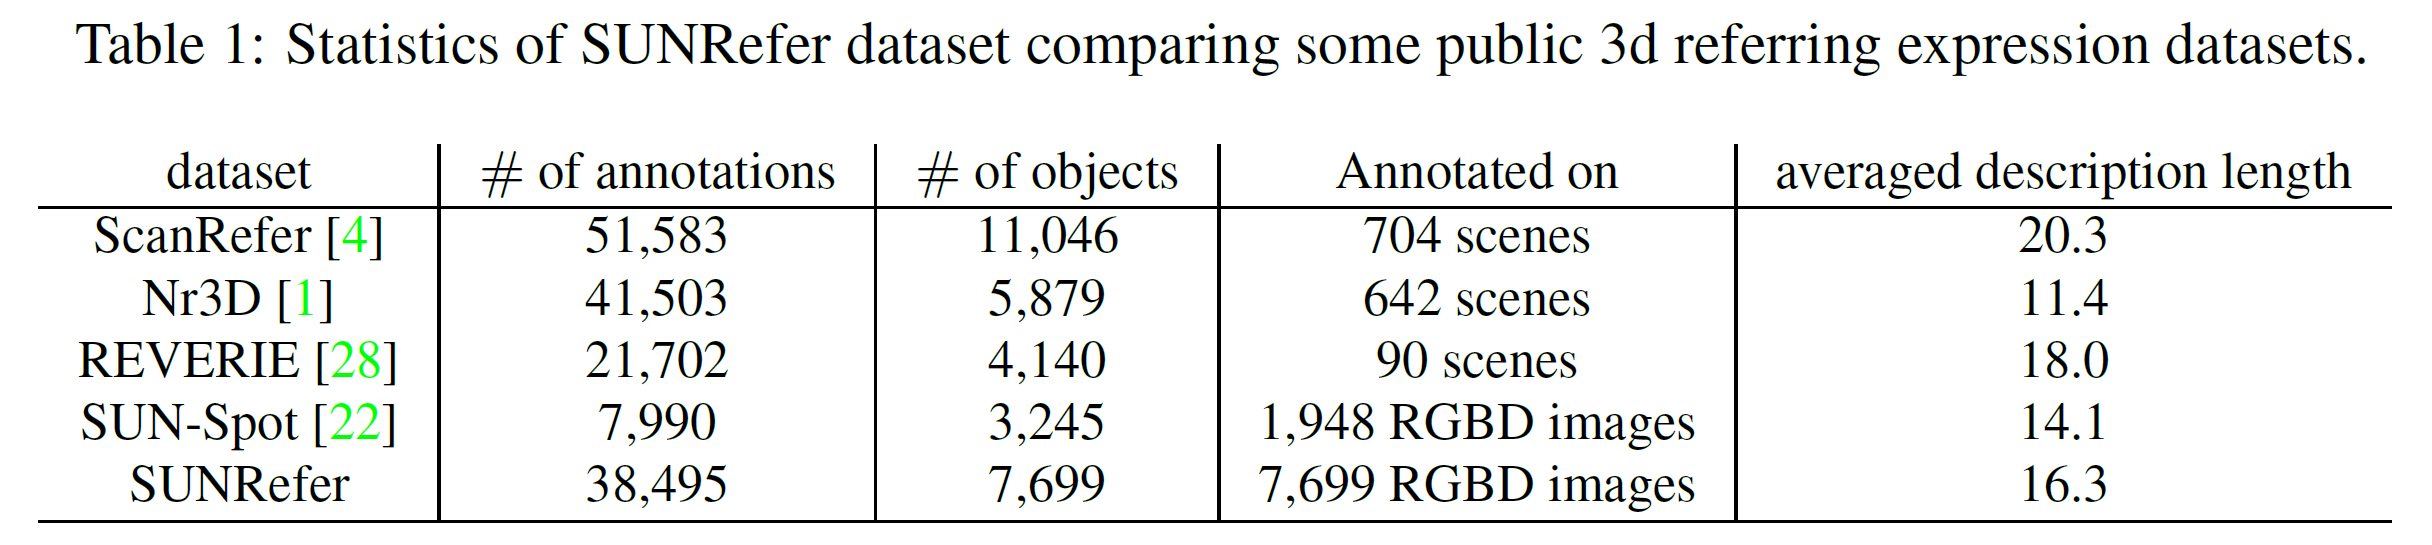 Table 1: Statistics of SUNRefer dataset comparing some public 3d referring expression datasets.
dataset # of annotations # of objects Annotated on averaged description length
ScanRefer [4] 51,583 11,046 704 scenes 20.3
Nr3D [1] 41,503 5,879 642 scenes 11.4
REVERIE [28] 21,702 4,140 90 scenes 18.0
SUN-Spot [22] 7,990 3,245 1,948 RGBD images 14.1
SUNRefer 38,495 7,699 7,699 RGBD images 16.3